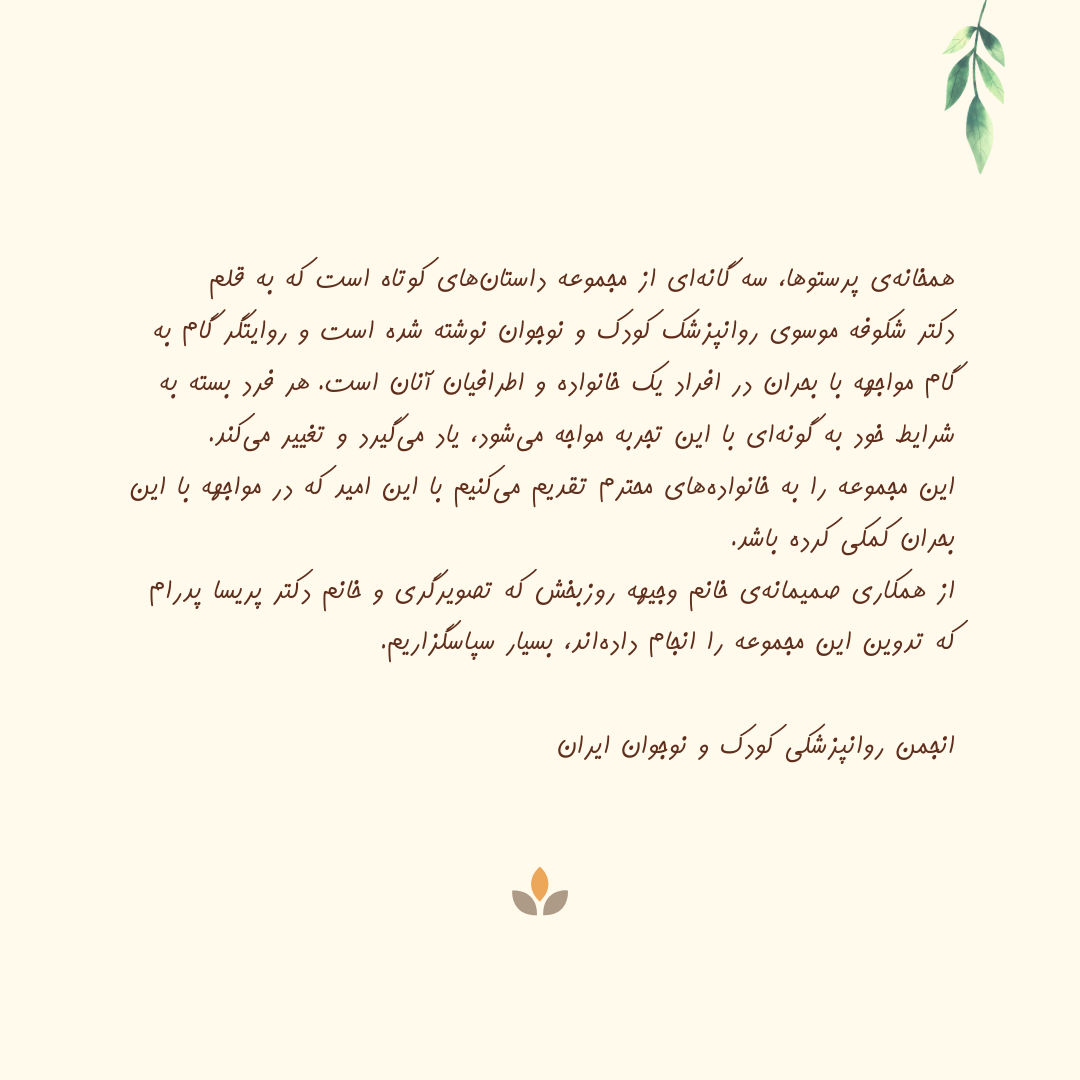 همخانه‌ی پرستوها، سه گانه‌ای از مجموعه داستان‌های کوتاه است که به قلم
دکتر شکوفه موسوی روانپزشک کودک و نوجوان نوشته شده است و روایتگر گام به
گام مواجهه با بحران در افراد یک خانواده و اطرافیان آنان است. هر فرد بسته به
شرایط خود به گونه‌ای با این تجربه مواجه می‌شود، یاد می‌گیرد و تغییر می‌کند.
این مجموعه را به خانواده‌های محترم تقدیم می‌کنیم با این امید که در مواجهه با این
بحران کمکی کرده باشد.
از همکاری صمیمانه‌ی خانم وجیهه روزبخش که تصویرگری و خانم دکتر پریسا پدرام
که تدوین این مجموعه را انجام داده‌اند، بسیار سپاسگزاریم.
انجمن روانپزشکی کودک و نوجوان ایران